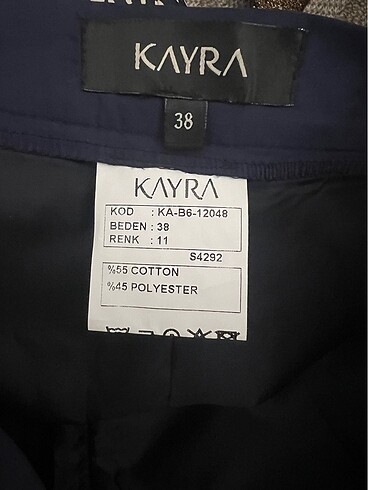 KAYRA
38
KAYRA
KOD : KA-B6-12048
BEDEN : 38
RENK : 11
S4292
%55 COTTON
%45 POLYESTER